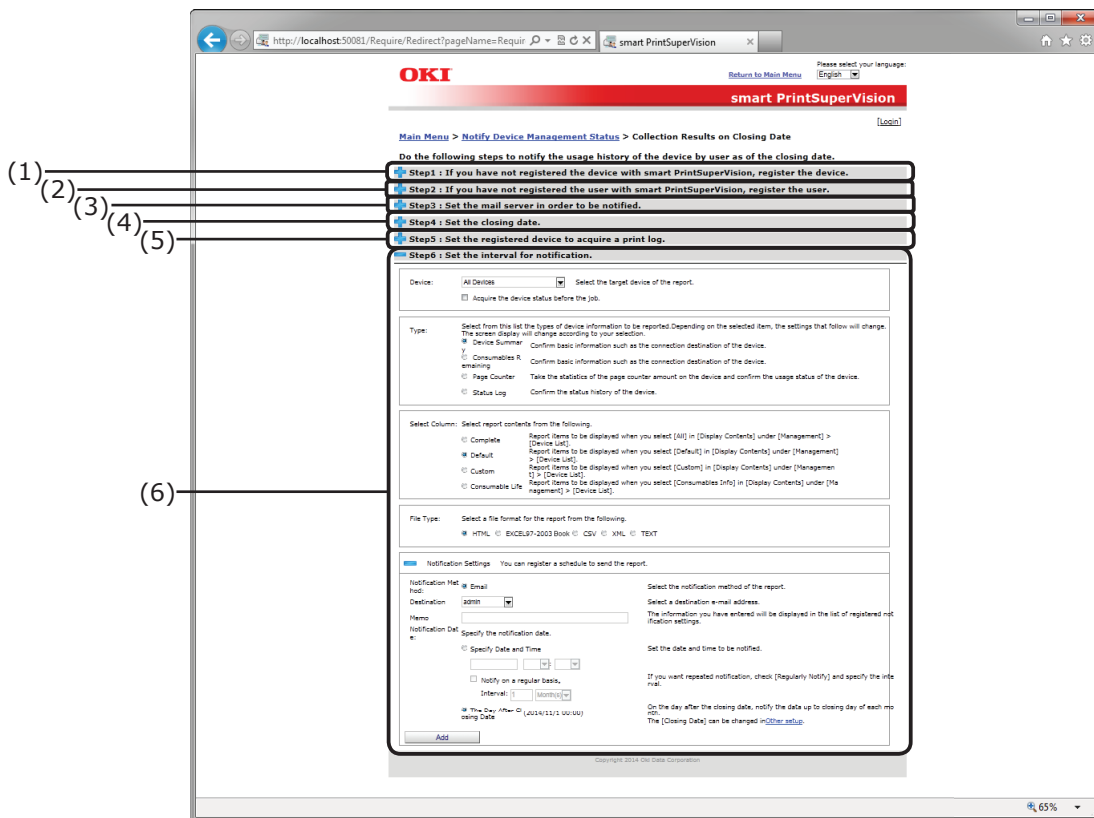 http://localhost:50081/Require/Redirect?pageName=Requir
smart PrintSuperVision
Please select your language:
OKI
Return to Main Menu
English
smart PrintSuperVision
[Login]
Main Menu > Notify Device Management Status > Collection Results on Closing Date
Do the following steps to notify the usage history of the device by user as of the closing date.
(1)
Step1 : If you have not registered the device with smart PrintSuperVision, register the device.
(2)
Step2 : If you have not registered the user with smart PrintSuperVision, register the user.
(3)
Step3 : Set the mail server in order to be notified.
(4)
Step4 : Set the closing date.
(5)
Step5 : Set the registered device to acquire a print log.
Step6 : Set the interval for notification.
Device: All Devices Select the target device of the report.
Acquire the device status before the job.
Type: Select from this list the types of device information to be reported.Depending on the selected item, the settings that follow will change.
The screen display will change according to your selection.
Device Summar
y
Confirm basic information such as the connection destination of the device.
Consumables R
emaining
Confirm basic information such as the connection destination of the device.
Page Counter Take the statistics of the page counter amount on the device and confirm the usage status of the device.
Status Log Confirm the status history of the device.
Select Column: Select report contents from the following.
Complete Report items to be displayed when you select [All] in [Display Contents] under [Management] >
[Device List].
Default Report items to be displayed when you select [Default] in [Display Contents] under [Management]
> [Device List].
Custom Report items to be displayed when you select [Custom] in [Display Contents] under [Managemen
t] > [Device List].
Consumable Life Report items to be displayed when you select [Consumables Info] in [Display Contents] under [Ma
nagement] > [Device List].
(6)
File Type: Select a file format for the report from the following.
HTML EXCEL97-2003 Book CSV XML TEXT
Notification Settings You can register a schedule to send the report.
Notification Met
hod:
Email Select the notification method of the report.
Destination admin Select a destination e-mail address.
Memo The information you have entered will be displayed in the list of registered not
ification settings.
Notification Dat
e:
Specify the notification date.
Specify Date and Time Set the date and time to be notified.
:
Notify on a regular basis。 If you want repeated notification, check [Regularly Notify] and specify the inte
rval.
Interval: 1 Month(s)
The Day After Cl
osing Date
(2014/11/1 00:00)
On the day after the closing date, notify the data up to closing day of each mo
nth.
The [Closing Date] can be changed inOther setup.
Add
Copyright 2014 Oki Data Corporation
65%